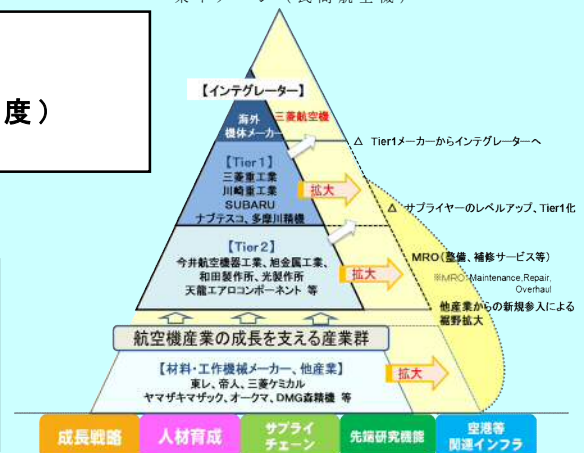 度）
【インテグレーター】
海外
機体メーカー
三菱航空機
△ Tier1メーカーからインテグレーターへ
【Tier1】
三菱重工業
川崎重工業
SUBARU
ナブテスコ、多摩川精機
拡大
△ サプライヤーのレベルアップ、Tier1化
【Tier2】
今井航空機器工業、旭金属工業、
和田製作所、光製作所
天龍エアロコンポーネント 等
拡大
MRO（整備、補修サービス等）
※MRO:Maintenance,Repair,
Overhaul
他産業からの新規参入による
裾野拡大
航空機産業の成長を支える産業群
【材料・工作機械メーカー、他産業】
東レ、帝人、三菱ケミカル
ヤマザキマザック、オークマ、DMG森精機 等
拡大
成長戦略
人材育成
サプライ
チェーン
先端研究機能
空港等
関連インフラ